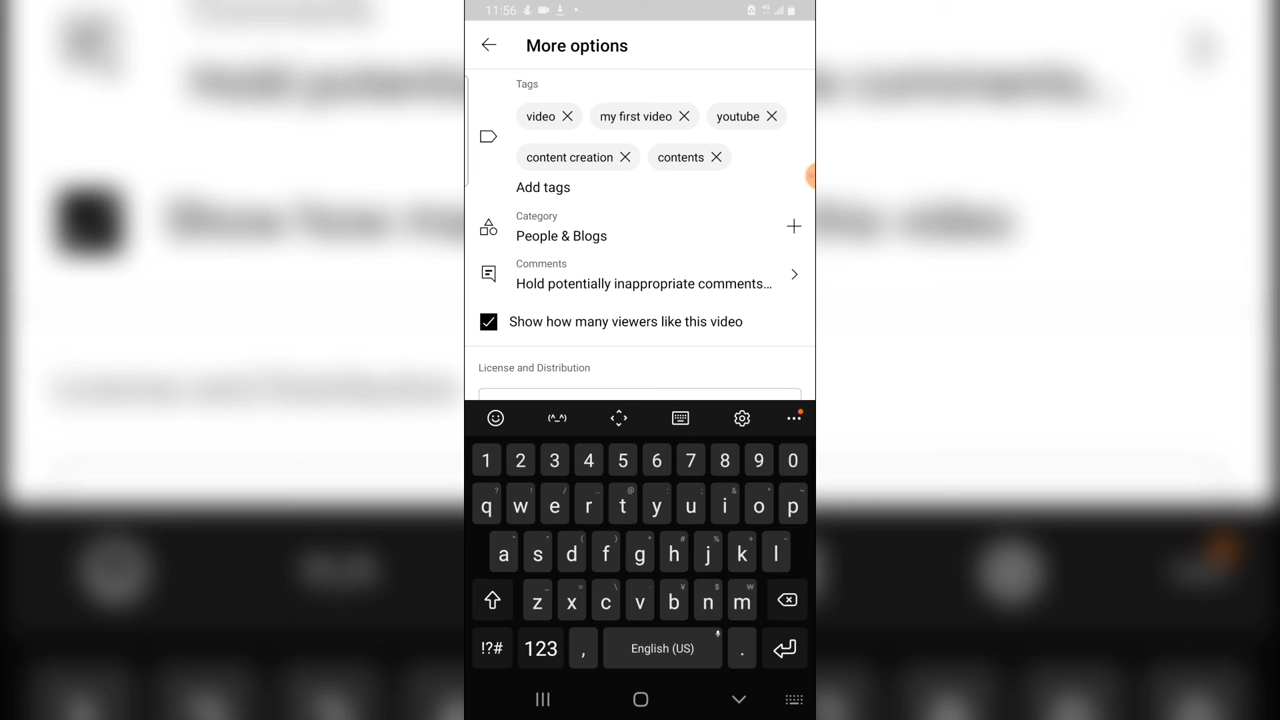 11:56
More options
Tags
video my first video youtube
content creation contents
Add tags
Category
People & Blogs
Comments
Hold potentially inappropriate comments...
Show how many viewers like this video
License and Distribution
(^_^)
1 2 3 4 5 6 7 8 9 0
q w e r t y u i o p
a s d f g h j k l
z x c v b n m
!?# 123 , English (US) .